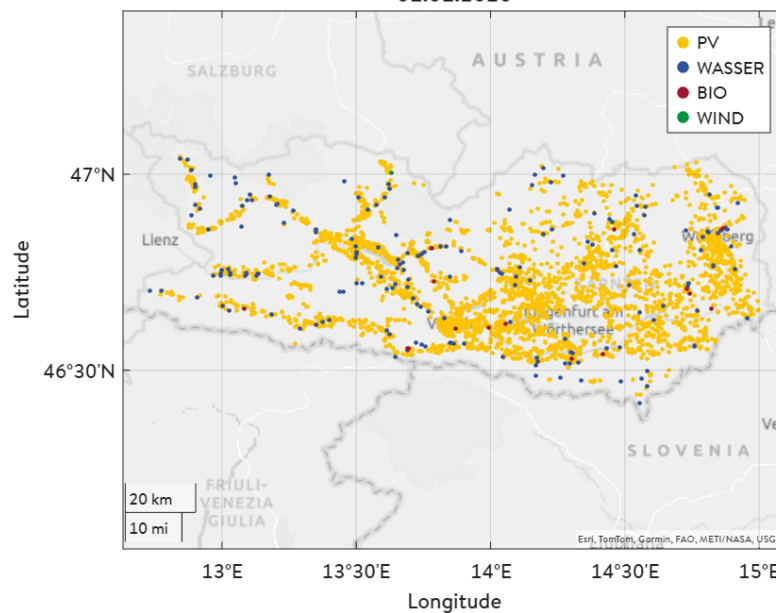 AUSTRIA
SALZBURG
PV
WASSER
BIO
WIND
47°N
46°30'N
Latitude
Lienz
Wörthersee
SLOVENIA
FRIULI-
VENEZIA
GIULIA
20 km
10 mi
Esri, TomTom, Garmin, FAO, METI/NASA, USG
13°E
13°30'E
14°E
14°30'E
Longitude